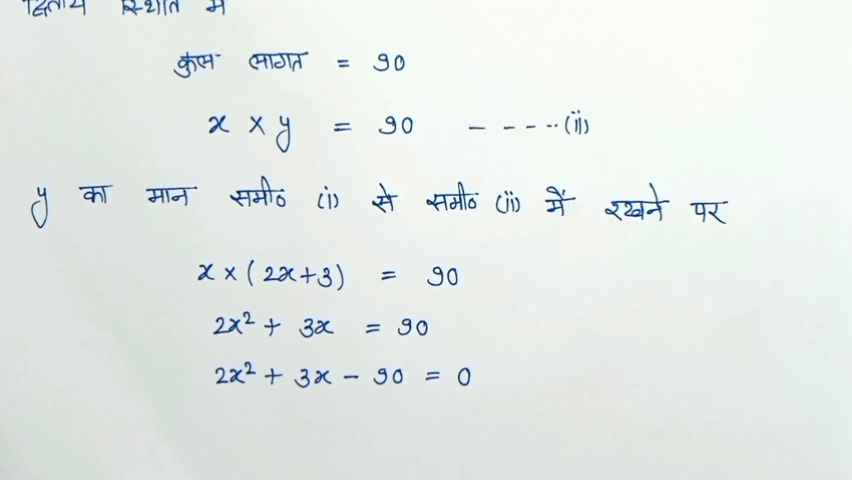 द्वितीय स्थिति में
कुल लागत = 90
x × y = 90 - - - - - (ii)
y का मान समी० (i) से समी० (ii) में रखने पर
x × ( 2x + 3 ) = 90
2x² + 3x = 90
2x² + 3x - 90 = 0